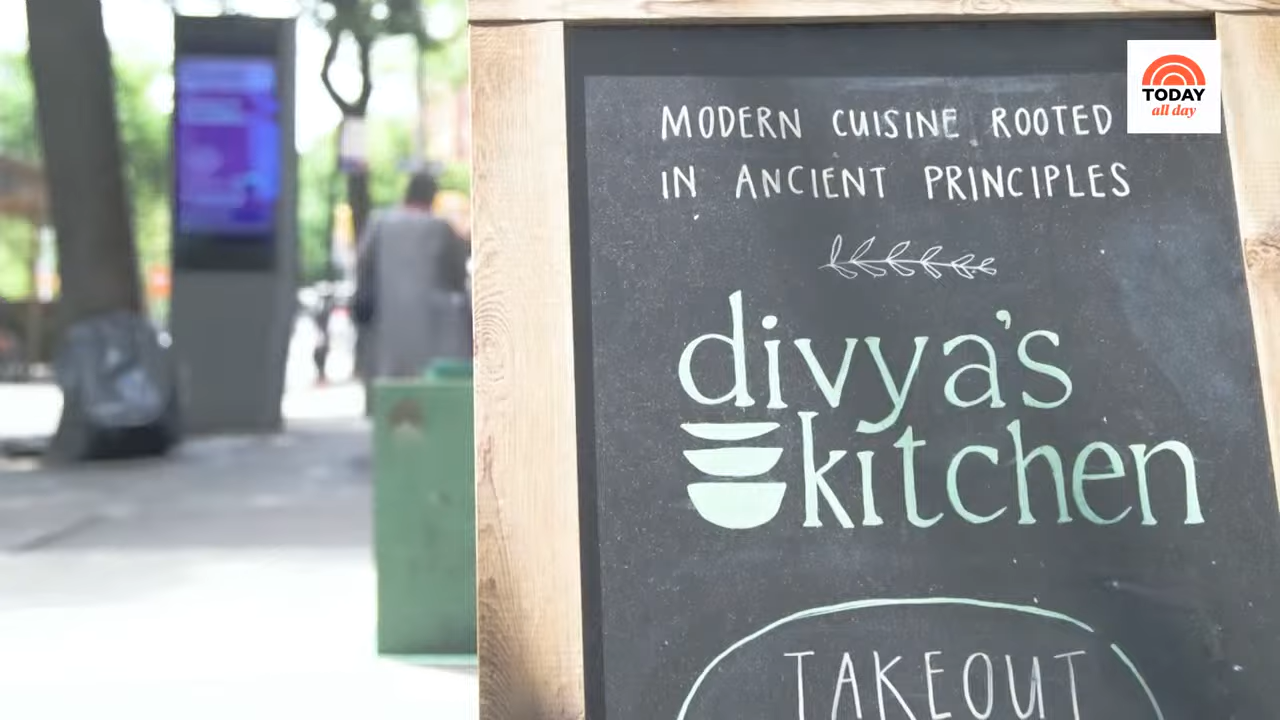 MODERN CUISINE ROOTED
IN ANCIENT PRINCIPLES
divya's
kitchen
TAKEOUT
TODAY
all day